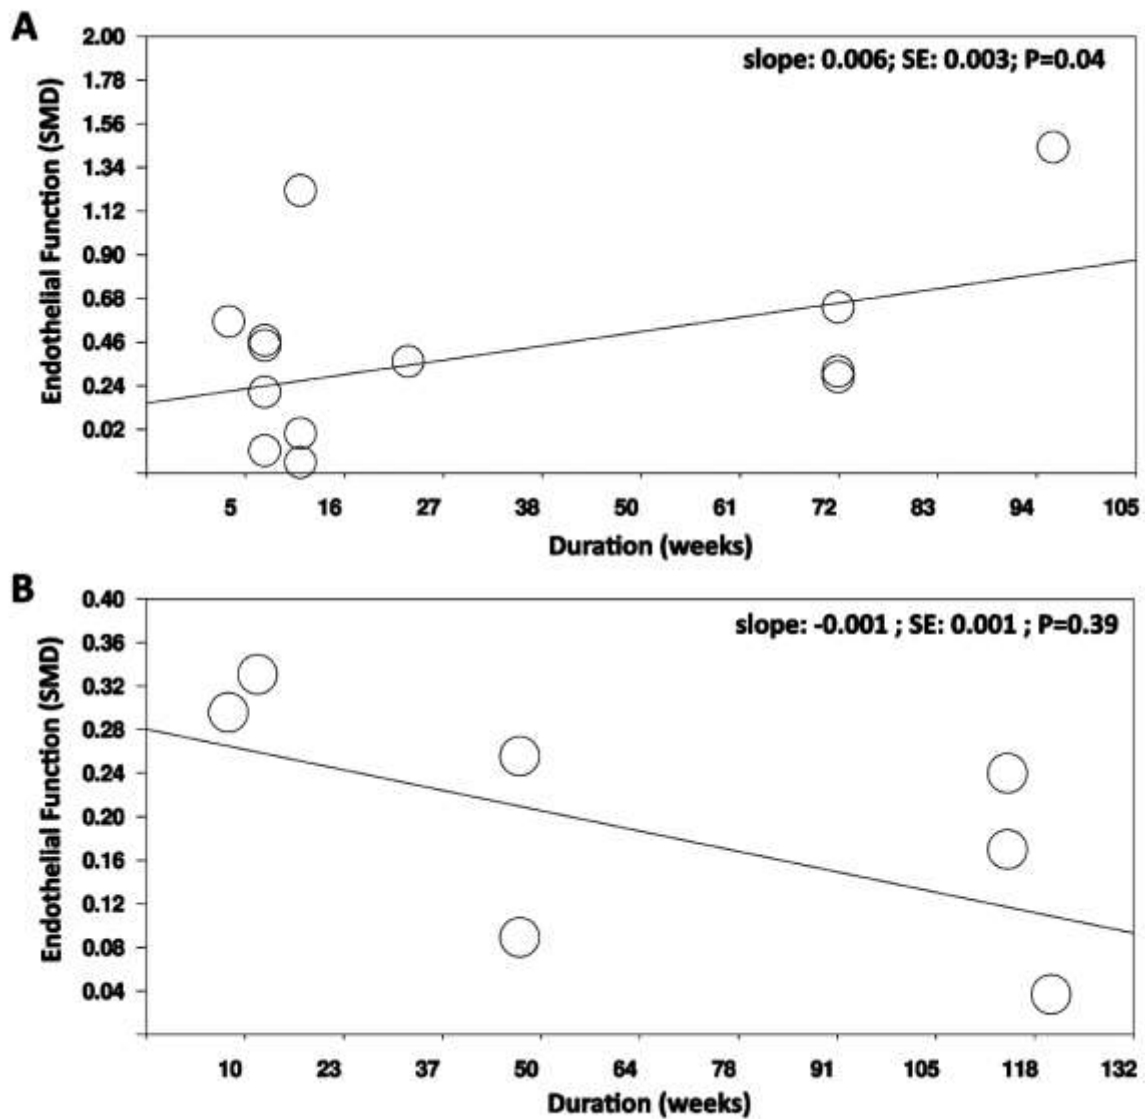 A
slope: 0.006; SE: 0.003; P=0.04
Endothelial Function (SMD)
2.00
1.78
1.56
1.34
1.12
0.90
0.68
0.46
0.24
0.02
5 16 27 38 50 61 72 83 94 105
Duration (weeks)
B
slope: -0.001 ; SE: 0.001 ; P=0.39
Endothelial Function (SMD)
0.40
0.36
0.32
0.28
0.24
0.20
0.16
0.12
0.08
0.04
10 23 37 50 64 78 91 105 118 132
Duration (weeks)